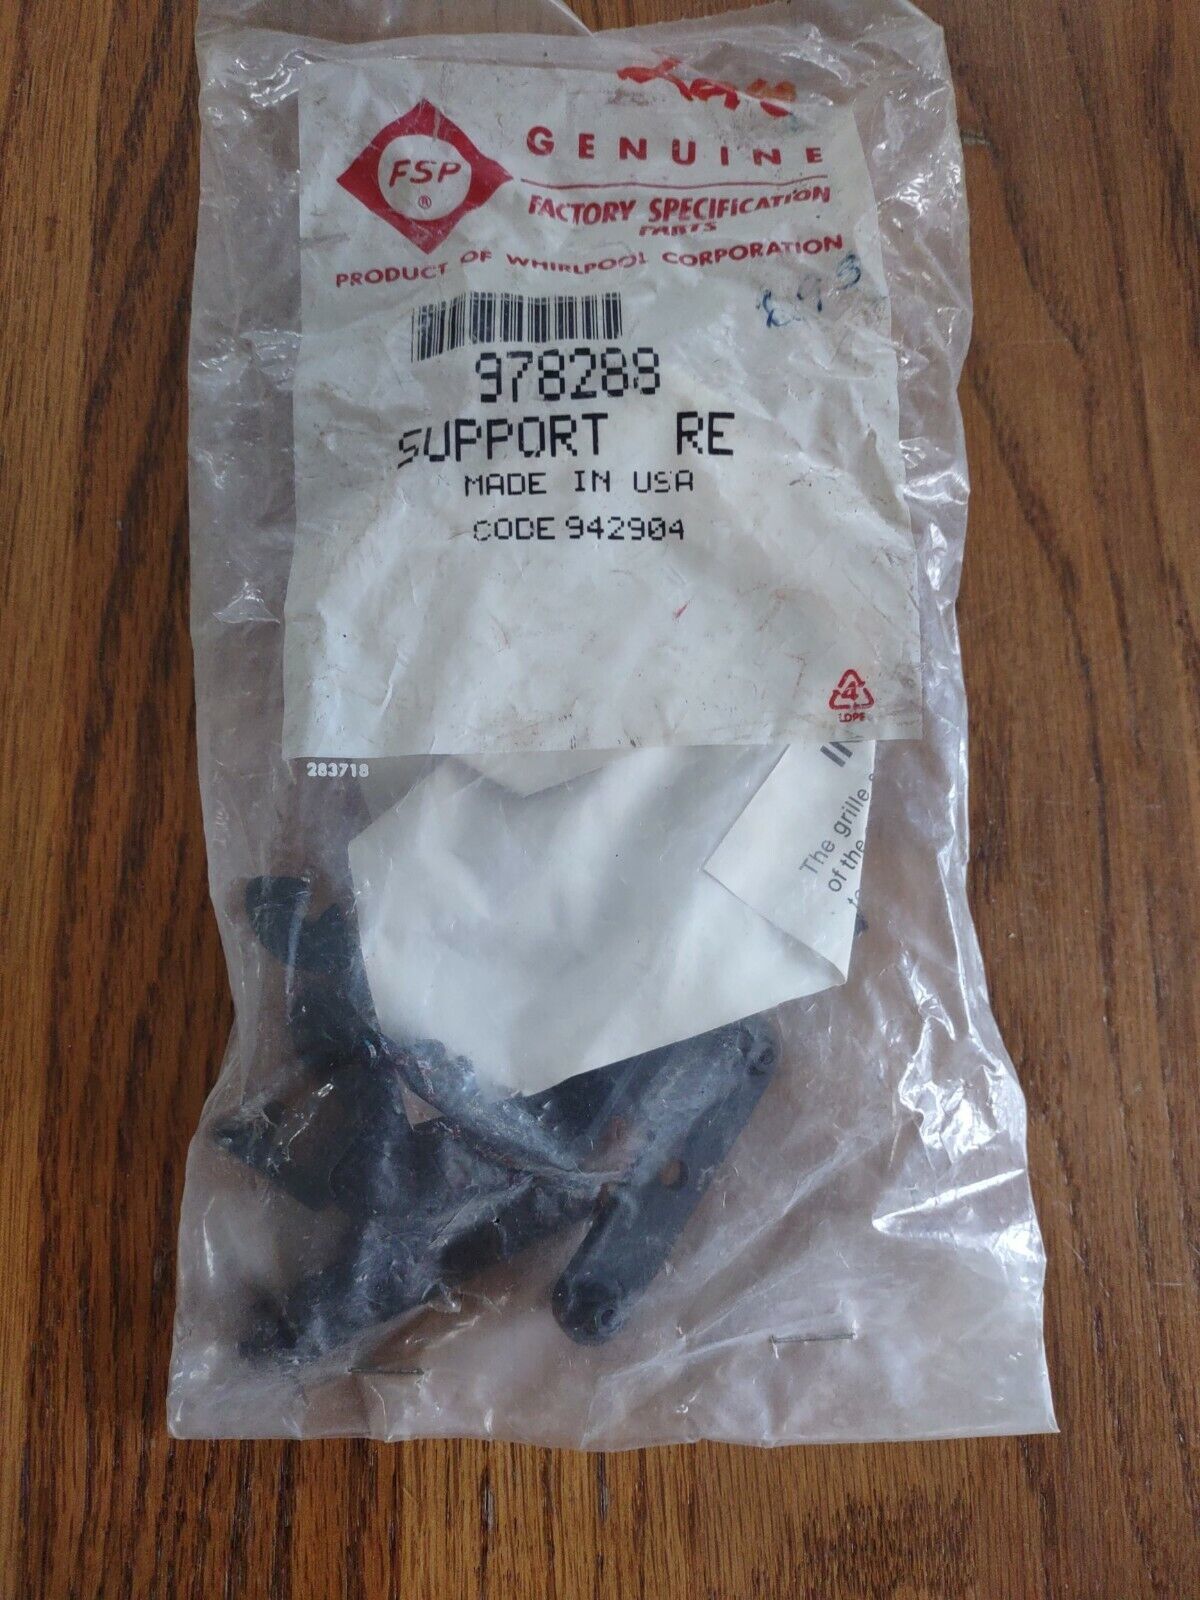 FSP
®
GENUINE
FACTORY SPECIFICATION
PARTS
PRODUCT OF WHIRLPOOL CORPORATION
978288
SUPPORT RE
MADE IN USA
CODE 942904
4
LDPE
283718
The grille
of the